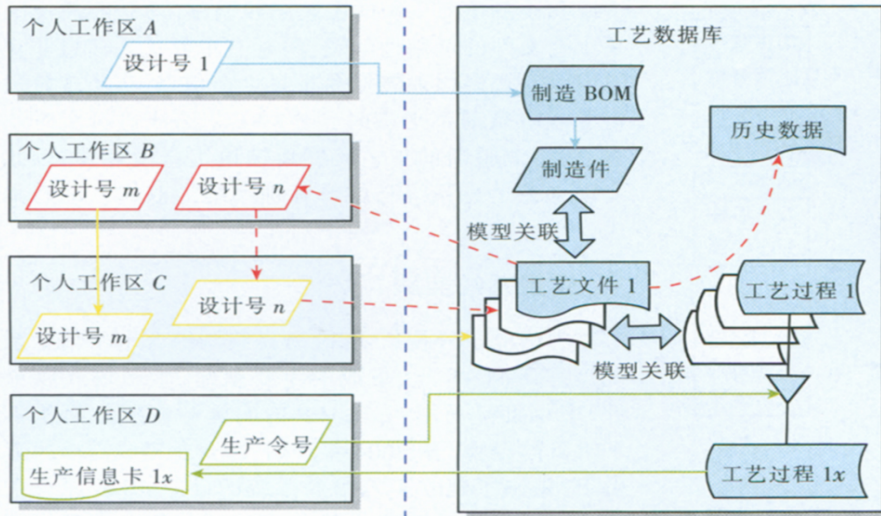 个人工作区 A
设计号 1
个人工作区 B
设计号 m
设计号 n
个人工作区 C
设计号 n
设计号 m
个人工作区 D
生产令号
生产信息卡 1x
工艺数据库
制造 BOM
历史数据
制造件
模型关联
工艺文件 1
工艺过程 1
模型关联
工艺过程 1x